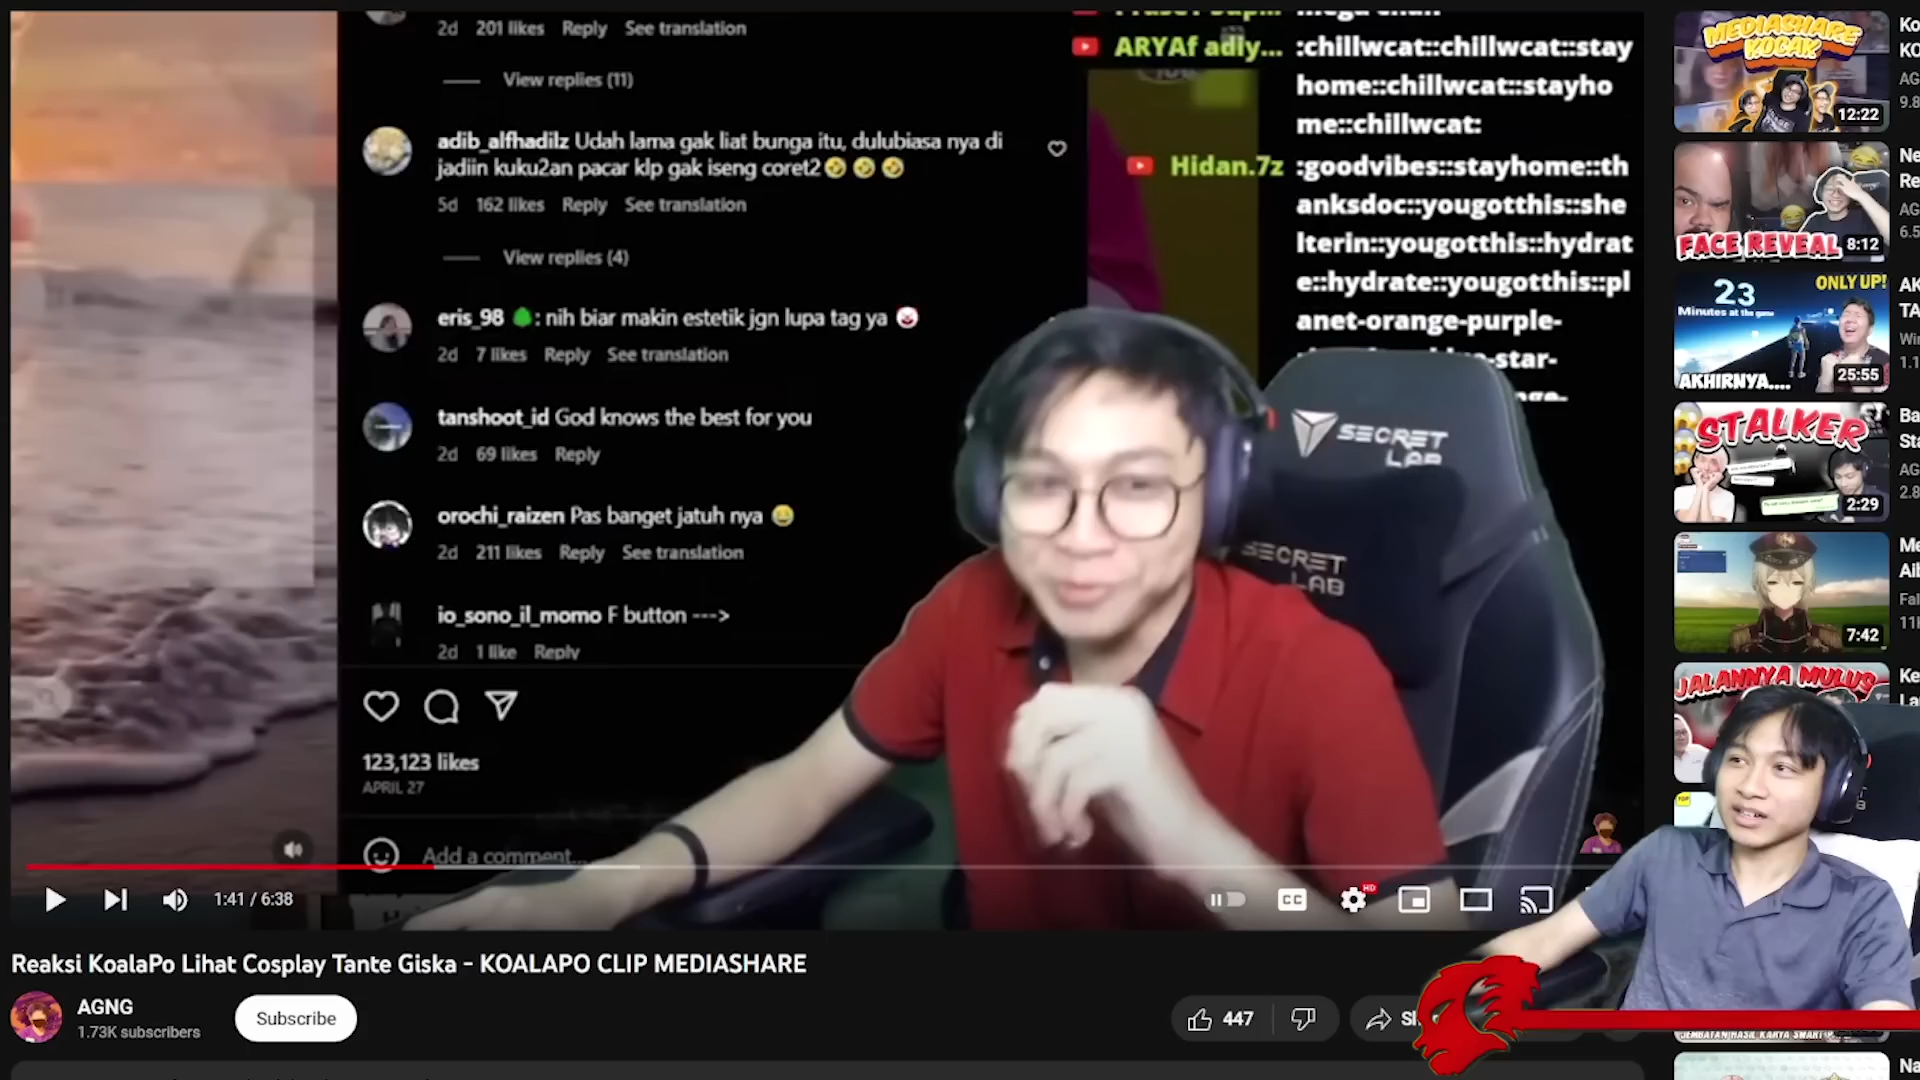 2d 201 likes Reply See translation
View replies (11)
adib_alfhadilz Udah lama gak liat bunga itu, dulubiasa nya di
jadiin kuku2an pacar klp gak iseng coret2🤣 🤣 🤣
5d 162 likes Reply See translation
View replies (4)
eris_98 🌳: nih biar makin estetik jgn lupa tag ya 🤡
2d 7 likes Reply See translation
tanshoot_id God knows the best for you
2d 69 likes Reply
orochi_raizen Pas banget jatuh nya 😂
2d 211 likes Reply See translation
io_sono_il_momo F button --->
2d 1 like Reply
123,123 likes
APRIL 27
Add a comment...
ARYAf adly... :chillwcat::chillwcat::stay
home::chillwcat::stayho
me::chillwcat:
Hidan.7z :goodvibes::stayhome::th
anksdoc::yougotthis::she
lterin::yougotthis::hydrat
e::hydrate::yougotthis::pl
anet-orange-purple-
-star-
SECRET
LAB
SECRET
LAB
1:41 / 6:38
CC
HD
Reaksi KoalaPo Lihat Cosplay Tante Giska - KOALAPO CLIP MEDIASHARE
AGNG
1.73K subscribers
Subscribe
447
MEDIASHARE
KOCAK
12:22
FACE REVEAL
8:12
23
Minutes at the game
ONLY UP!
AKHIRNYA....
25:55
STALKER
2:29
7:42
JALANNYA MULUS